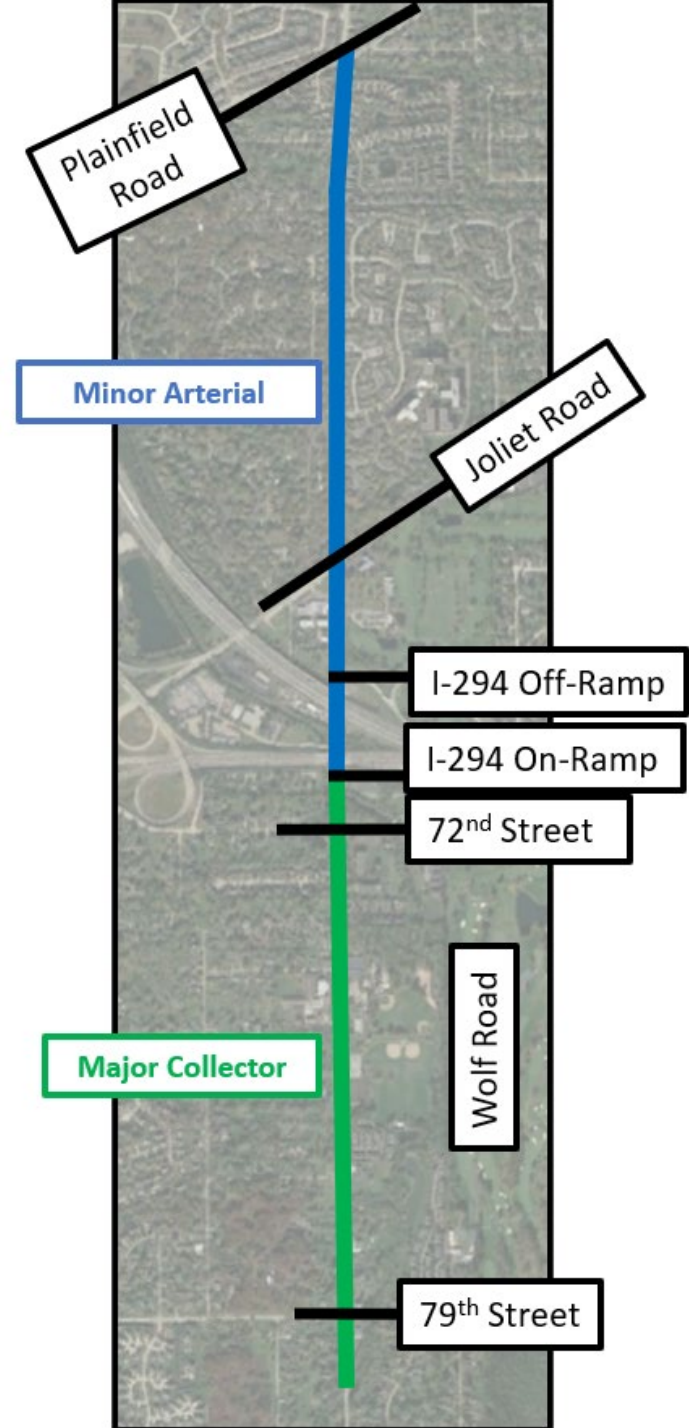 Plainfield
Road
Minor Arterial
Joliet Road
I-294 Off-Ramp
I-294 On-Ramp
72nd Street
Wolf Road
Major Collector
79th Street